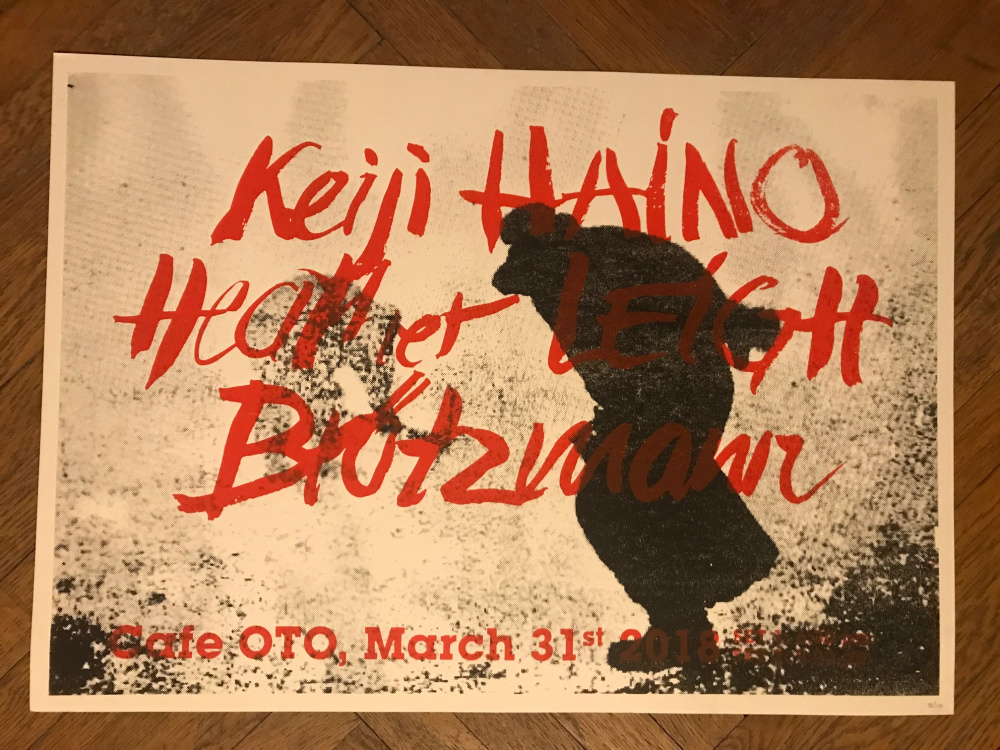 Keiji HAiNO
Heather LEIGH
Brötzmann
Cafe OTO, March 31st 2018